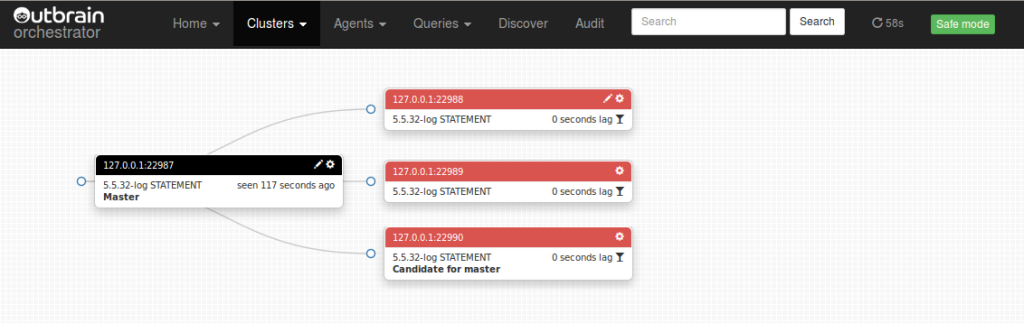 Outbrain
orchestrator
Home Clusters Agents Queries Discover Audit Search Search 58s Safe mode
127.0.0.1:22988
5.5.32-log STATEMENT 0 seconds lag
127.0.0.1:22987
5.5.32-log STATEMENT seen 117 seconds ago
Master
127.0.0.1:22989
5.5.32-log STATEMENT 0 seconds lag
127.0.0.1:22990
5.5.32-log STATEMENT 0 seconds lag
Candidate for master